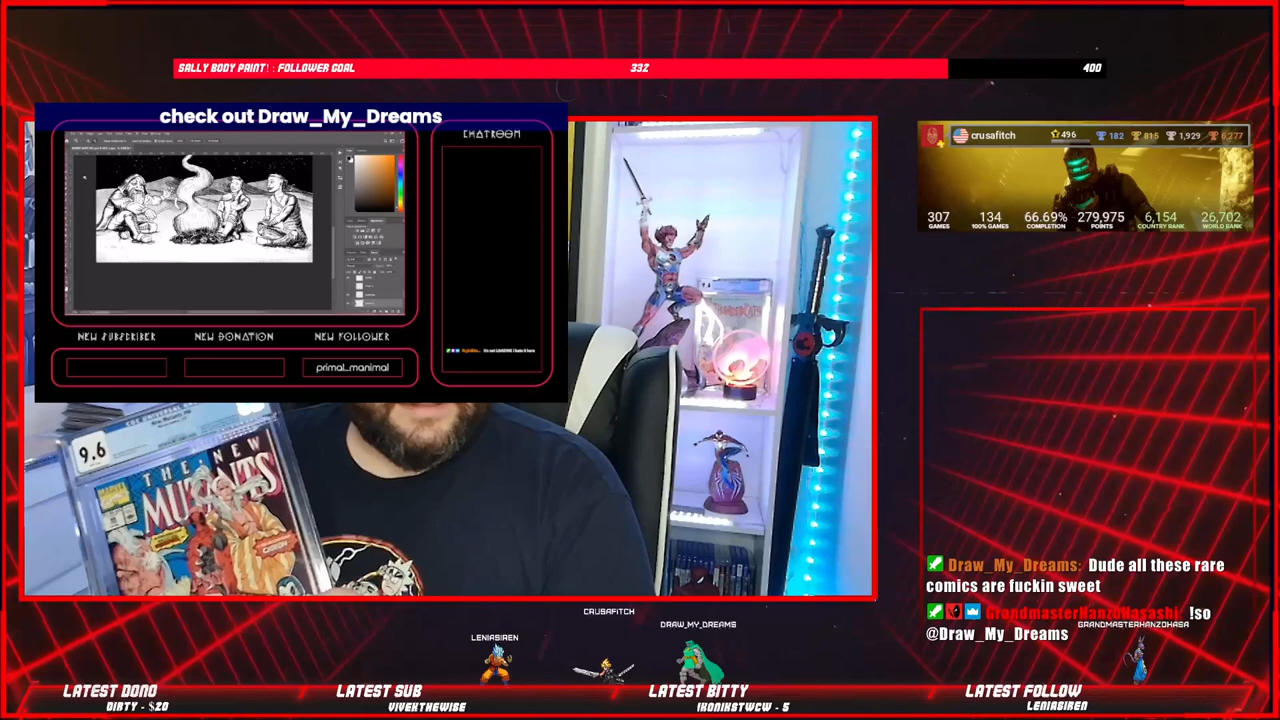 SALLY BODY PAINT! : FOLLOWER GOAL 332 400
check out Draw_My_Dreams
CHATROOM
crusafitch 496 182 815 1,929 6,277
307 134 66.69% 279,975 6,154 26,702
GAMES 100% GAMES COMPLETION POINTS COUNTRY RANK WORLD RANK
NEW SUBSCRIBER NEW DONATION NEW FOLLOWER
primal_manimal
9.6
THE NEW
MUTANTS
Draw_My_Dreams: Dude all these rare
comics are fuckin sweet
GrandmasterHanzoHasashi: !so
@Draw_My_Dreams
GRANDMASTERHANZOHASA
CRUSAFITCH
DRAW_MY_DREAMS
LENIASIREN
LATEST DONO LATEST SUB LATEST BITTY LATEST FOLLOW
DIRTY - $20 VIVEKTHEWISE IKONIKSTWCW - 5 LENIASIREN